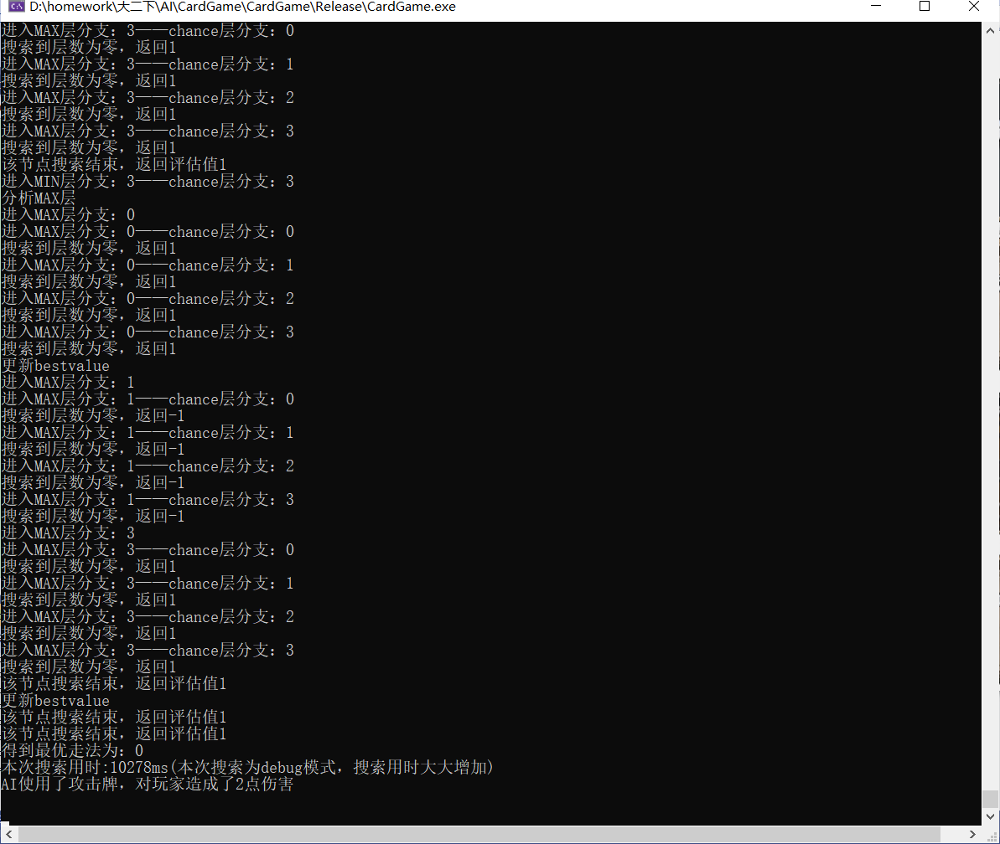 D:\homework\大二下\AI\CardGame\CardGame\Release\CardGame.exe
进入MAX层分支：3——chance层分支：0
搜索到层数为零，返回1
进入MAX层分支：3——chance层分支：1
搜索到层数为零，返回1
进入MAX层分支：3——chance层分支：2
搜索到层数为零，返回1
进入MAX层分支：3——chance层分支：3
搜索到层数为零，返回1
该节点搜索结束，返回评估值1
进入MIN层分支：3——chance层分支：3
分析MAX层
进入MAX层分支：0
进入MAX层分支：0——chance层分支：0
搜索到层数为零，返回1
进入MAX层分支：0——chance层分支：1
搜索到层数为零，返回1
进入MAX层分支：0——chance层分支：2
搜索到层数为零，返回1
进入MAX层分支：0——chance层分支：3
搜索到层数为零，返回1
更新bestvalue
进入MAX层分支：1
进入MAX层分支：1——chance层分支：0
搜索到层数为零，返回-1
进入MAX层分支：1——chance层分支：1
搜索到层数为零，返回-1
进入MAX层分支：1——chance层分支：2
搜索到层数为零，返回-1
进入MAX层分支：1——chance层分支：3
搜索到层数为零，返回-1
进入MAX层分支：3
进入MAX层分支：3——chance层分支：0
搜索到层数为零，返回1
进入MAX层分支：3——chance层分支：1
搜索到层数为零，返回1
进入MAX层分支：3——chance层分支：2
搜索到层数为零，返回1
进入MAX层分支：3——chance层分支：3
搜索到层数为零，返回1
该节点搜索结束，返回评估值1
更新bestvalue
该节点搜索结束，返回评估值1
该节点搜索结束，返回评估值1
得到最优走法为：0
本次搜索用时:10278ms(本次搜索为debug模式，搜索用时大大增加)
AI使用了攻击牌，对玩家造成了2点伤害